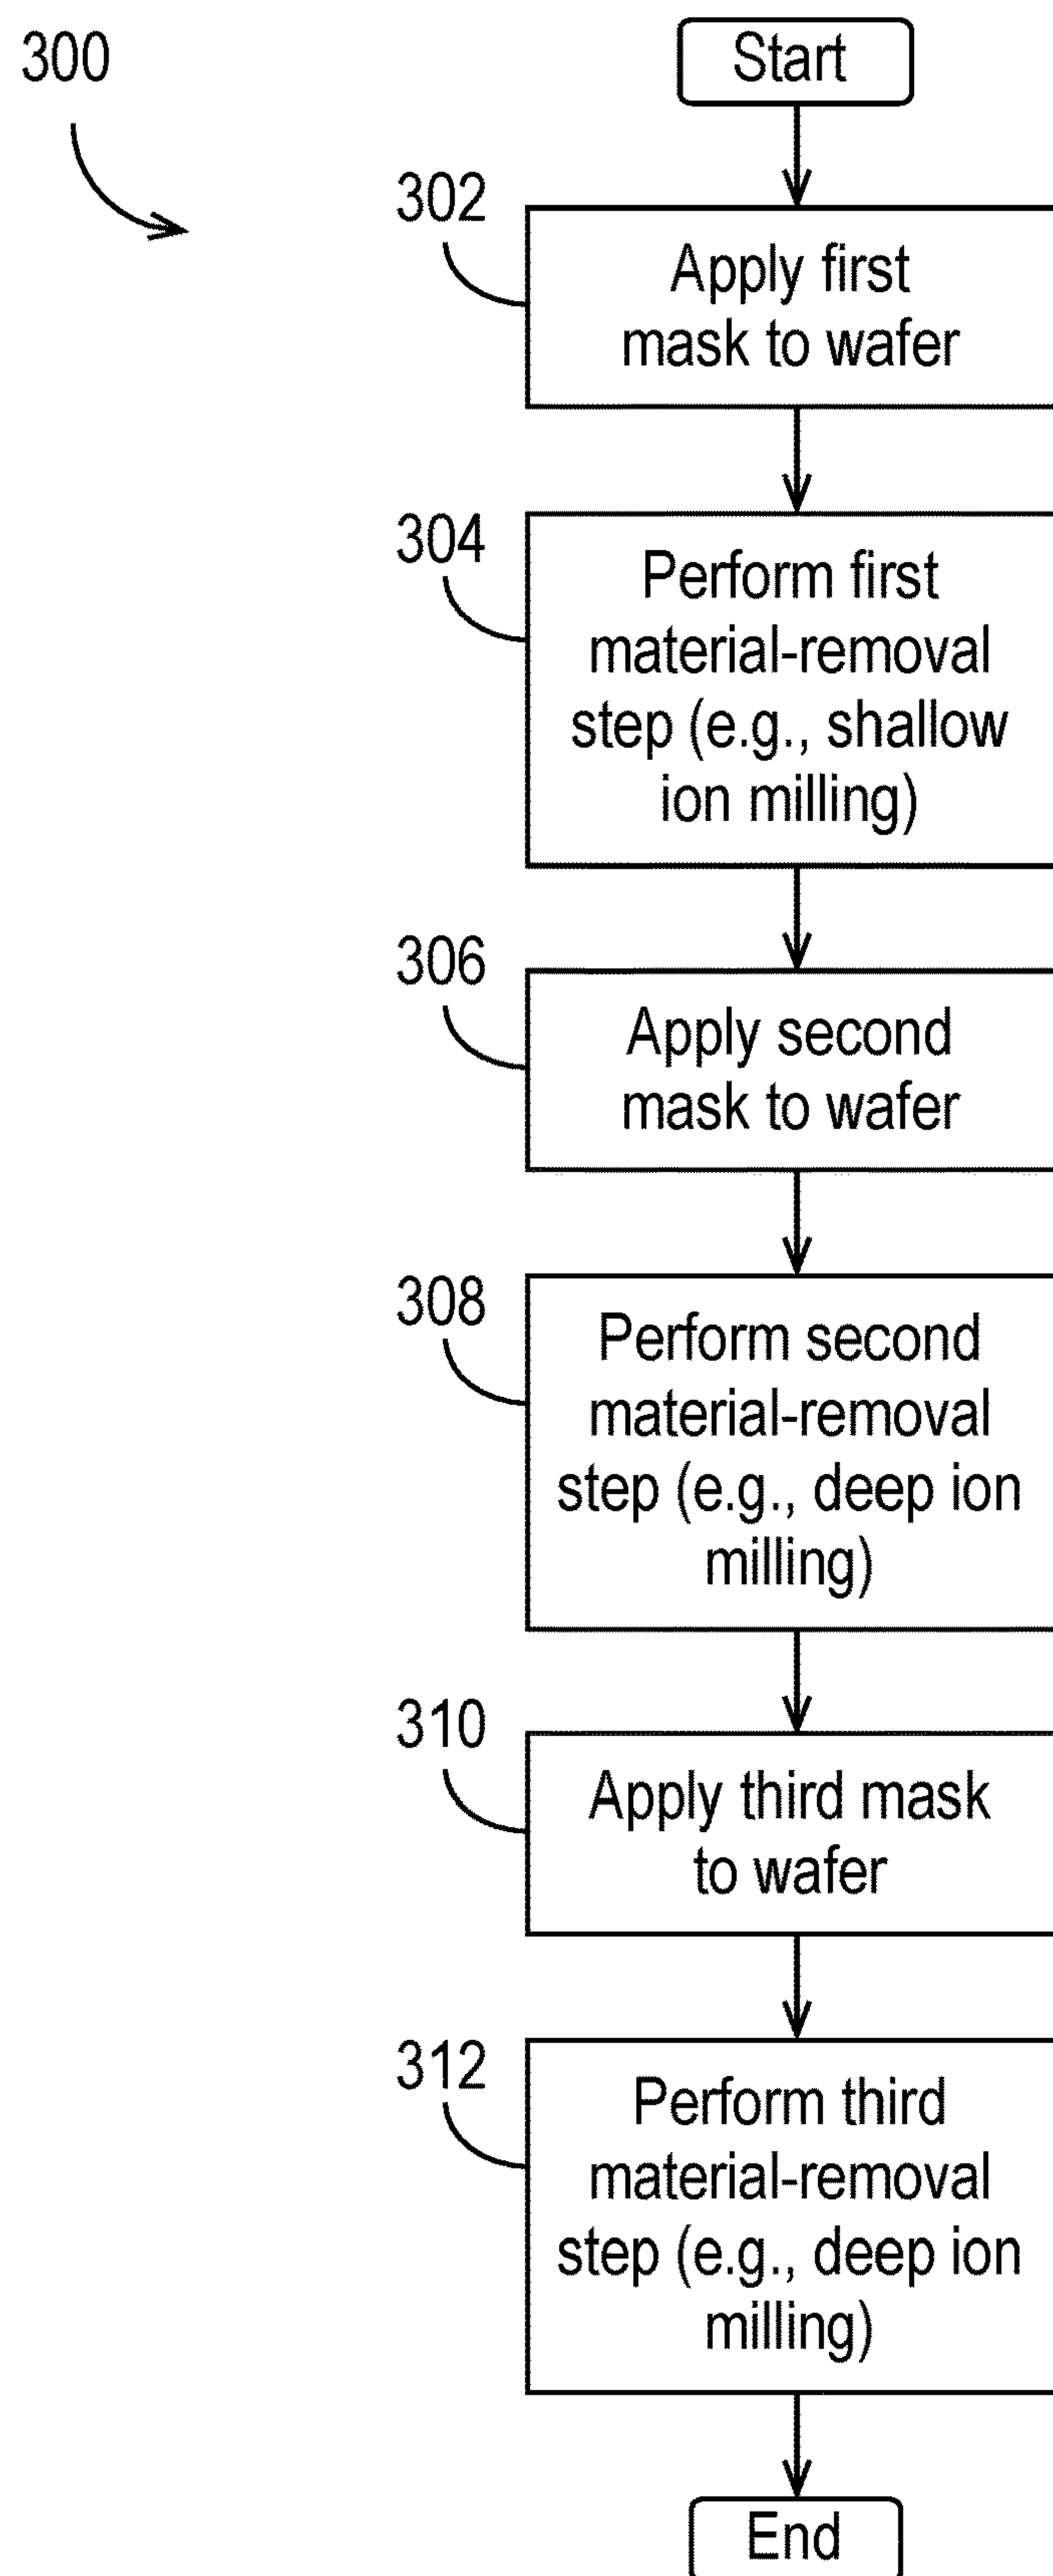 300
Start
302
Apply first
mask to wafer
304
Perform first
material-removal
step (e.g., shallow
ion milling)
306
Apply second
mask to wafer
308
Perform second
material-removal
step (e.g., deep ion
milling)
310
Apply third mask
to wafer
312
Perform third
material-removal
step (e.g., deep ion
milling)
End